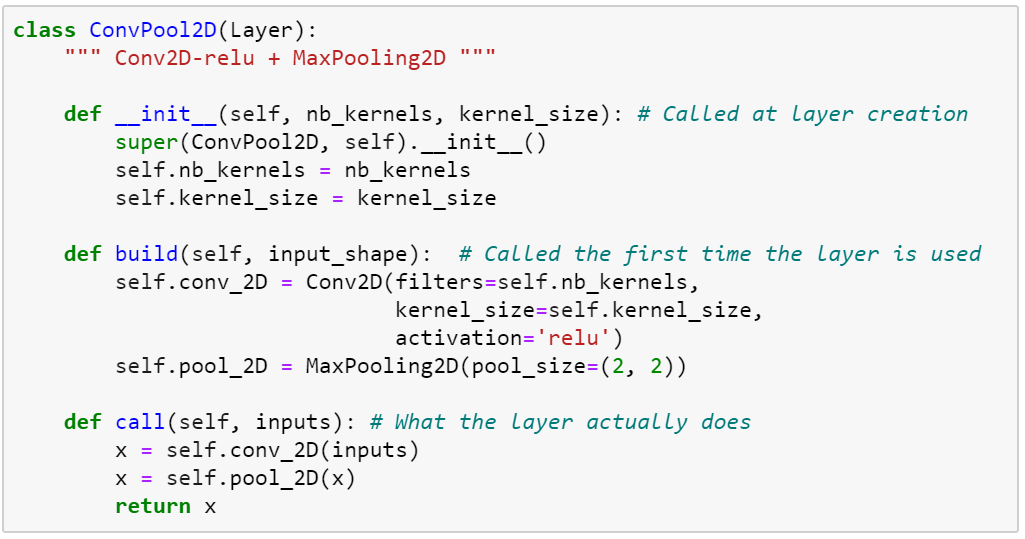 class ConvPool2D(Layer):
    """ Conv2D-relu + MaxPooling2D """

    def __init__(self, nb_kernels, kernel_size): # Called at layer creation
        super(ConvPool2D, self).__init__()
        self.nb_kernels = nb_kernels
        self.kernel_size = kernel_size

    def build(self, input_shape):  # Called the first time the layer is used
        self.conv_2D = Conv2D(filters=self.nb_kernels,
                              kernel_size=self.kernel_size,
                              activation='relu')
        self.pool_2D = MaxPooling2D(pool_size=(2, 2))

    def call(self, inputs): # What the layer actually does
        x = self.conv_2D(inputs)
        x = self.pool_2D(x)
        return x